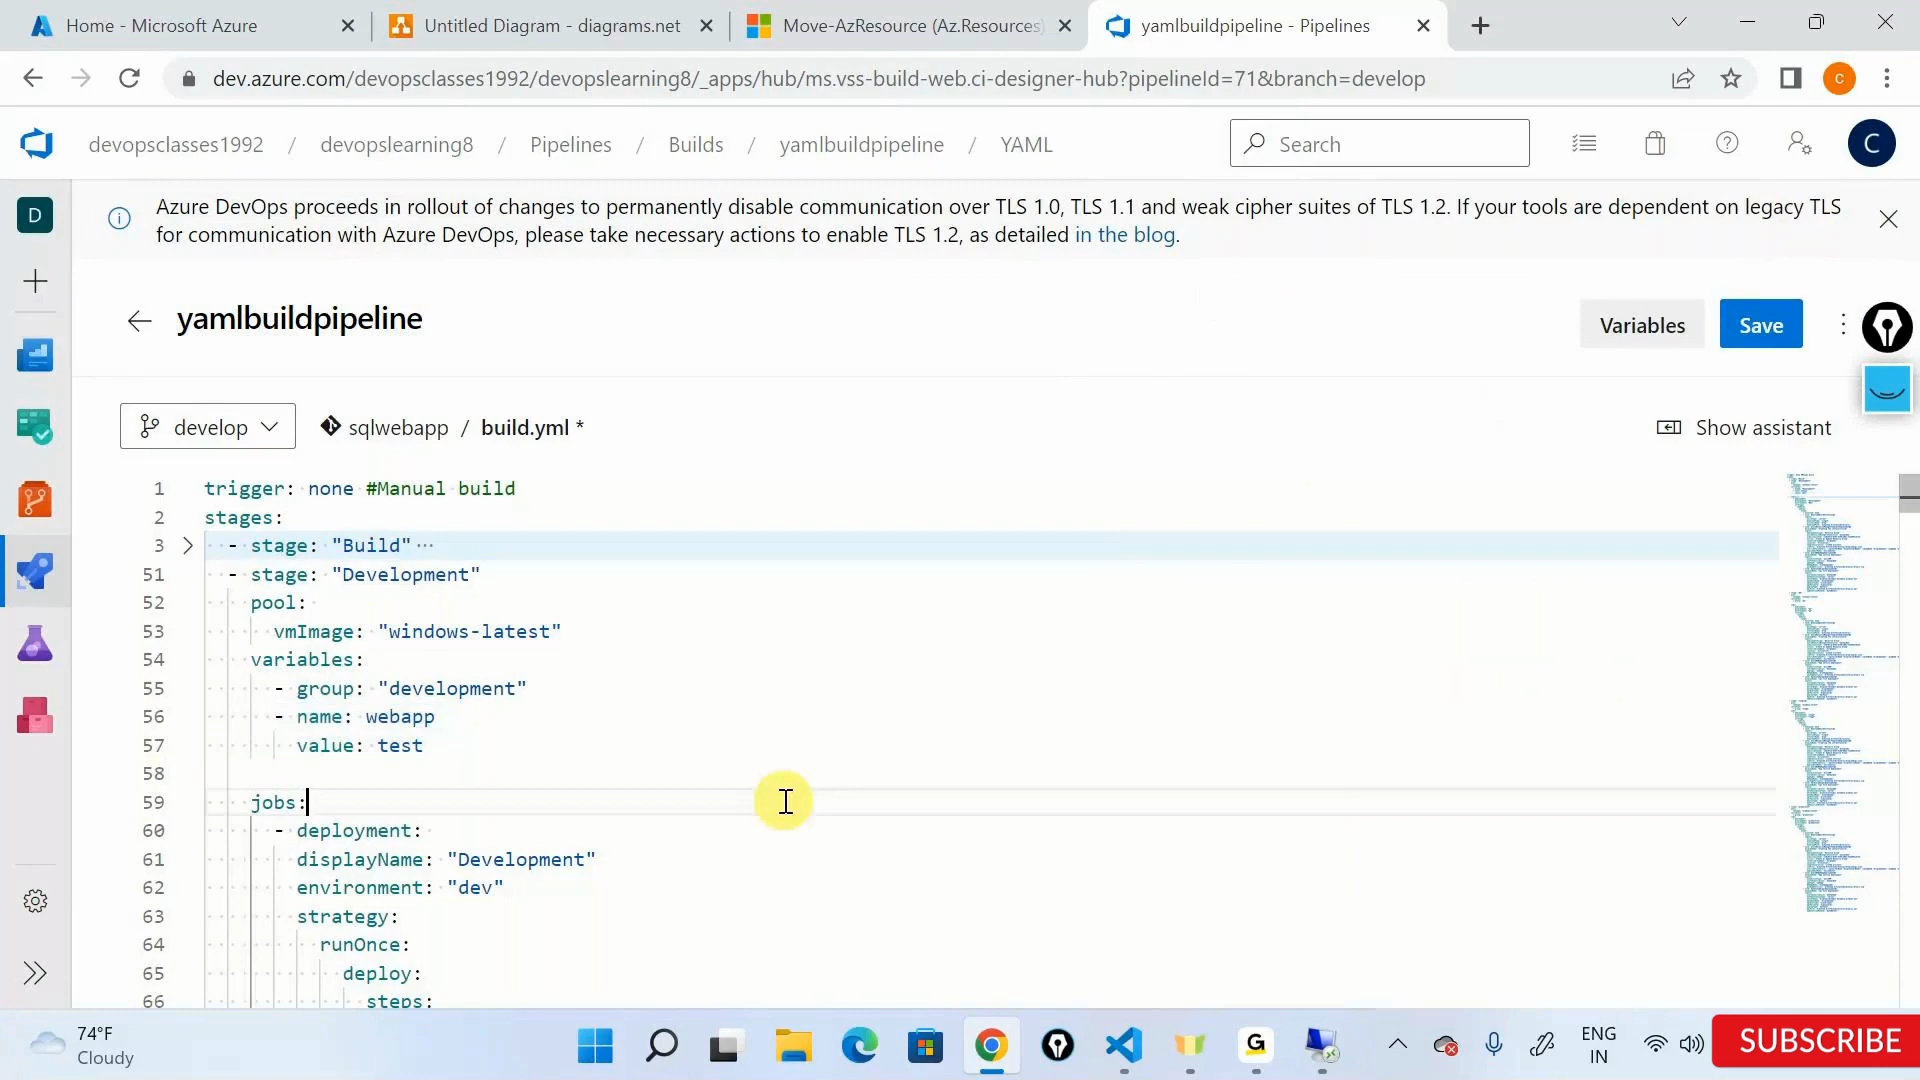 Home - Microsoft Azure
Untitled Diagram - diagrams.net
Move-AzResource (Az.Resources)
yamlbuildpipeline - Pipelines
dev.azure.com/devopsclasses1992/devopslearning8/_apps/hub/ms.vss-build-web.ci-designer-hub?pipelineId=71&branch=develop
c
devopsclasses1992 / devopslearning8 / Pipelines / Builds / yamlbuildpipeline / YAML
Search
C
D
Azure DevOps proceeds in rollout of changes to permanently disable communication over TLS 1.0, TLS 1.1 and weak cipher suites of TLS 1.2. If your tools are dependent on legacy TLS
for communication with Azure DevOps, please take necessary actions to enable TLS 1.2, as detailed in the blog.
yamlbuildpipeline
Variables
Save
develop
sqlwebapp / build.yml *
Show assistant
1 trigger: none #Manual build
2 stages:
3 - stage: "Build" ···
51 - stage: "Development"
52 pool:
53 vmImage: "windows-latest"
54 variables:
55 - group: "development"
56 - name: webapp
57 value: test
58
59 jobs:
60 - deployment:
61 displayName: "Development"
62 environment: "dev"
63 strategy:
64 runOnce:
65 deploy:
66 steps:
74°F
Cloudy
G
ENG
IN
SUBSCRIBE